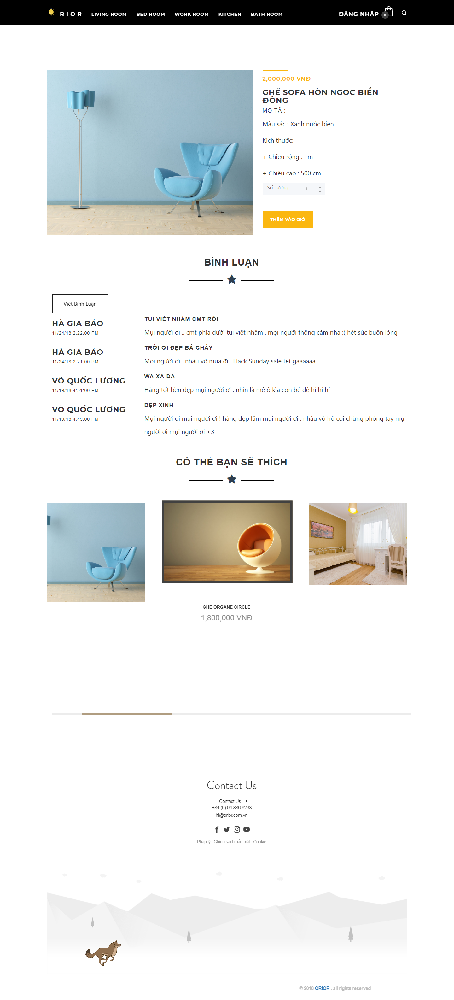 RIOR LIVING ROOM BED ROOM WORK ROOM KITCHEN BATH ROOM ĐĂNG NHẬP 0
2,000,000 VNĐ
GHẾ SOFA HÒN NGỌC BIỂN
ĐÔNG
MÔ TẢ :
Màu sắc : Xanh nước biển
Kích thước:
+ Chiều rộng : 1m
+ Chiều cao : 500 cm
Số Lượng 1
THÊM VÀO GIỎ
BÌNH LUẬN
Viết Bình Luận
HÀ GIA BẢO
11/24/18 2:22:00 PM
TUI VIẾT NHẦM CMT RỒI
Mụi người ơi .. cmt phía dưới tui viết nhầm . mọi người thông cảm nha :( hết sức buồn lòng
HÀ GIA BẢO
11/24/18 2:21:00 PM
TRỚI ƠI ĐẸP BÁ CHÁY
Mọi người ơi . nhàu vô mua đi . Flack Sunday sale tẹt gaaaaaa
VÕ QUỐC LƯƠNG
11/19/18 4:51:00 PM
WA XA DA
Hàng tốt bền đẹp mụi người ơi . nhìn là mê ô kìa con bê đê hí hí hí
VÕ QUỐC LƯƠNG
11/19/18 4:49:00 PM
ĐẸP XINH
Mụi người ơi mụi người ơi ! hàng đẹp lắm mụi người ơi . nhàu vô hô coi chừng phỏng tay mụi
người ơi mụi người ơi <3
CÓ THỂ BẠN SẼ THÍCH
GHẾ ORGANE CIRCLE
1,800,000 VNĐ
Contact Us
Contact Us
+84 (0) 94 886 6263
hi@orior.com.vn
Pháp lý Chính sách bảo mật Cookie
© 2018 ORIOR . all rights reserved